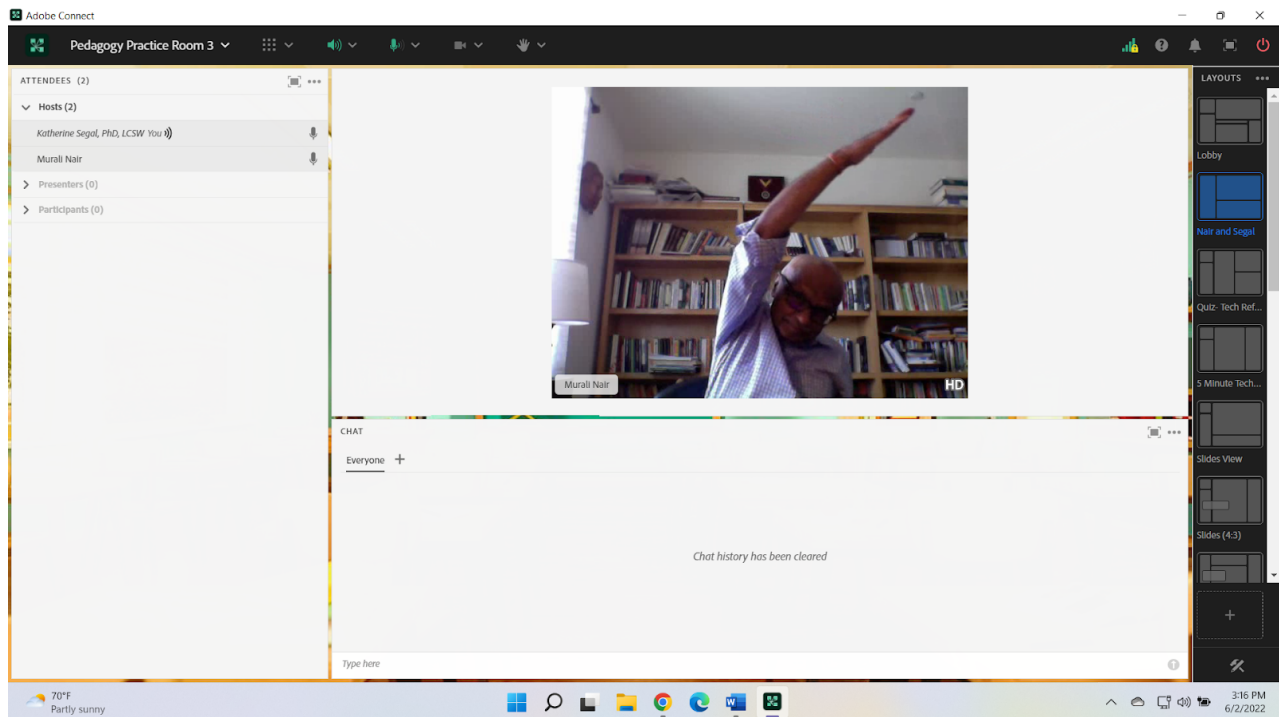 Adobe Connect
Pedagogy Practice Room 3
ATTENDEES (2)
Hosts (2)
Katherine Segal, PhD, LCSW You
Murali Nair
Presenters (0)
Participants (0)
Murali Nair
HD
CHAT
Everyone
Chat history has been cleared
Type here
LAYOUTS
Lobby
Nair and Segal
Quiz- Tech Ref...
5 Minute Tech...
Slides View
Slides (4:3)
70°F
Partly sunny
3:16 PM
6/2/2022